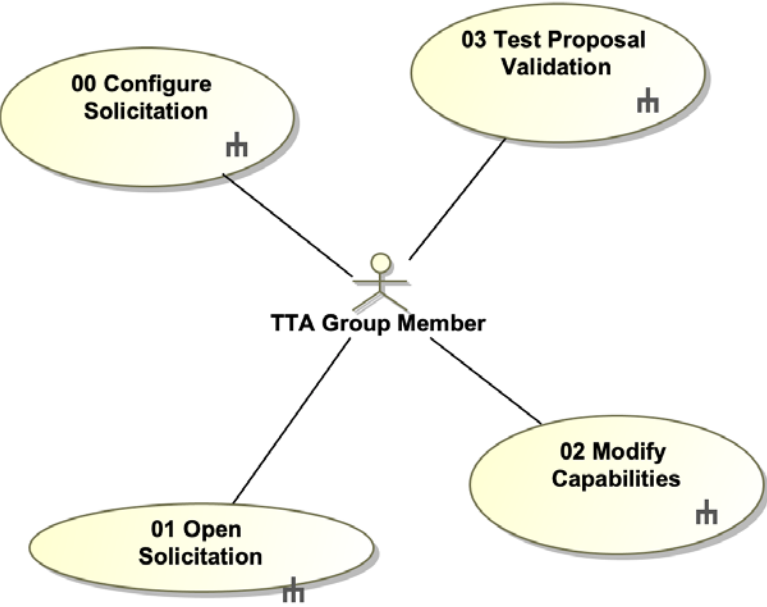 00 Configure
Solicitation
03 Test Proposal
Validation
TTA Group Member
02 Modify
Capabilities
01 Open
Solicitation